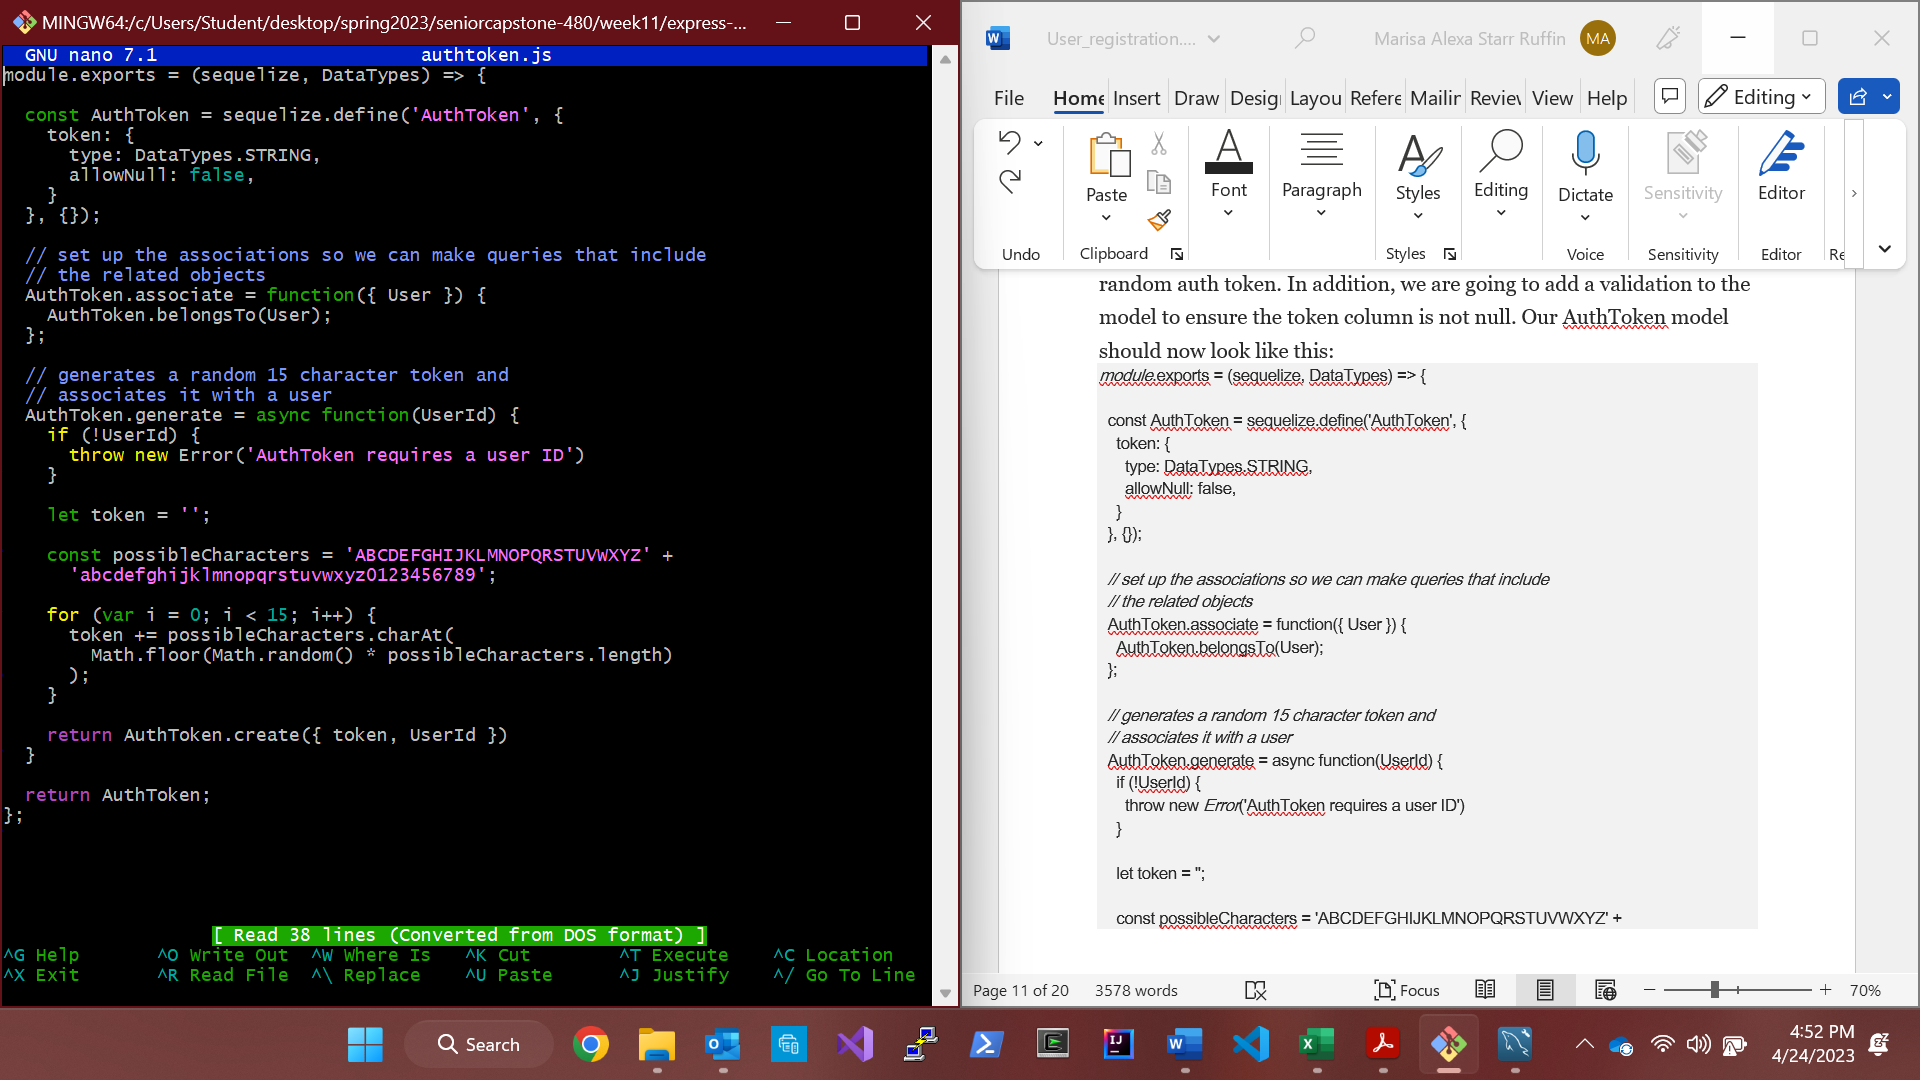 MINGW64:/c/Users/Student/desktop/spring2023/seniorcapstone-480/week11/express-...
GNU nano 7.1 authtoken.js
module.exports = (sequelize, DataTypes) => {
const AuthToken = sequelize.define('AuthToken', {
token: {
type: DataTypes.STRING,
allowNull: false,
}
}, {});
// set up the associations so we can make queries that include
// the related objects
AuthToken.associate = function({ User }) {
AuthToken.belongsTo(User);
};
// generates a random 15 character token and
// associates it with a user
AuthToken.generate = async function(UserId) {
if (!UserId) {
throw new Error('AuthToken requires a user ID')
}
let token = '';
const possibleCharacters = 'ABCDEFGHIJKLMNOPQRSTUVWXYZ' +
'abcdefghijklmnopqrstuvwxyz0123456789';
for (var i = 0; i < 15; i++) {
token += possibleCharacters.charAt(
Math.floor(Math.random() * possibleCharacters.length)
);
}
return AuthToken.create({ token, UserId })
}
return AuthToken;
};
[ Read 38 lines (Converted from DOS format) ]
^G Help ^O Write Out ^W Where Is ^K Cut ^T Execute ^C Location
^X Exit ^R Read File ^\ Replace ^U Paste ^J Justify ^/ Go To Line
User_registration.... Marisa Alexa Starr Ruffin MA
File Home Insert Draw Desig Layou Refere Mailin Review View Help Editing
Paste Font Paragraph Styles Editing Dictate Sensitivity Editor
Undo Clipboard Styles Voice Sensitivity Editor Re
random auth token. In addition, we are going to add a validation to the
model to ensure the token column is not null. Our AuthToken model
should now look like this:
module.exports = (sequelize, DataTypes) => {
const AuthToken = sequelize.define('AuthToken', {
token: {
type: DataTypes.STRING,
allowNull: false,
}
}, {});
// set up the associations so we can make queries that include
// the related objects
AuthToken.associate = function({ User }) {
AuthToken.belongsTo(User);
};
// generates a random 15 character token and
// associates it with a user
AuthToken.generate = async function(UserId) {
if (!UserId) {
throw new Error('AuthToken requires a user ID')
}
let token = '';
const possibleCharacters = 'ABCDEFGHIJKLMNOPQRSTUVWXYZ' +
Page 11 of 20 3578 words Focus 70%
Search
4:52 PM
4/24/2023